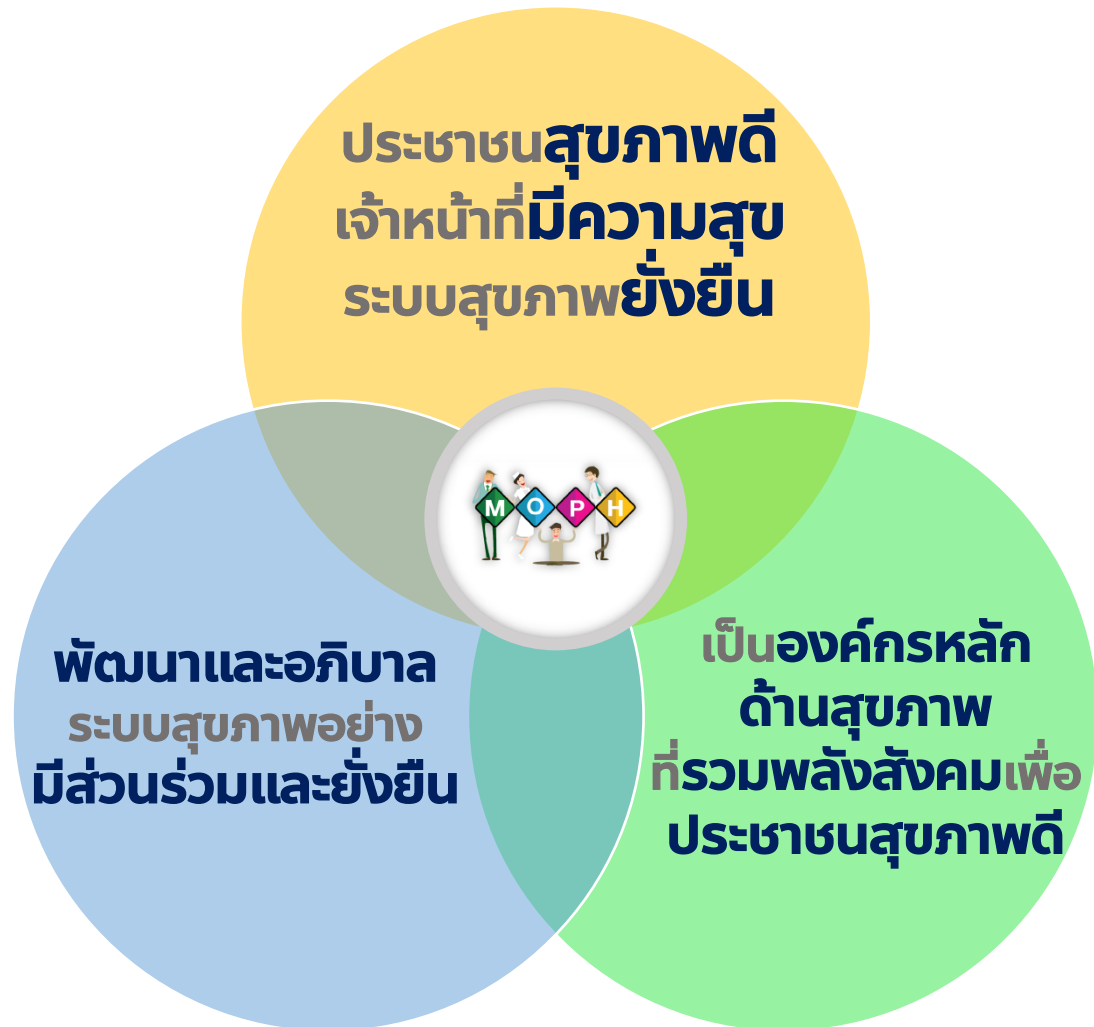 ประชาชนสุขภาพดี
เจ้าหน้าที่มีความสุข
ระบบสุขภาพยั่งยืน
MOPH
พัฒนาและอภิบาล
ระบบสุขภาพอย่าง
มีส่วนร่วมและยั่งยืน
เป็นองค์กรหลัก
ด้านสุขภาพ
ที่รวมพลังสังคมเพื่อ
ประชาชนสุขภาพดี